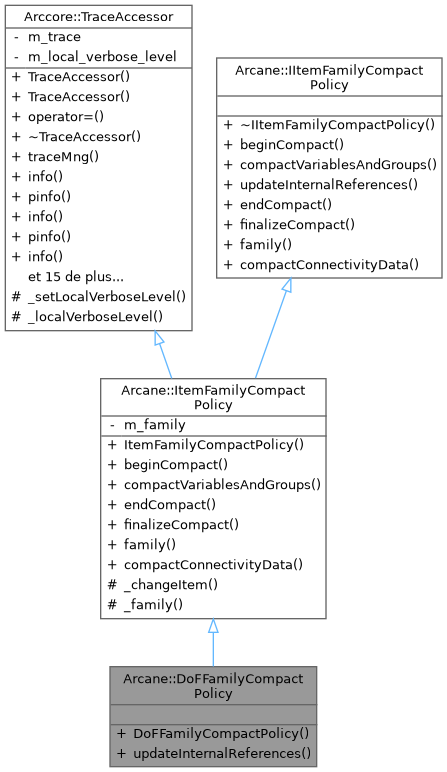 Arccore::TraceAccessor
- m_trace
- m_local_verbose_level
+ TraceAccessor()
+ TraceAccessor()
+ operator=()
+ ~TraceAccessor()
+ traceMng()
+ info()
+ pinfo()
+ info()
+ pinfo()
+ info()
et 15 de plus...
# _setLocalVerboseLevel()
# _localVerboseLevel()
Arcane::IItemFamilyCompact
Policy
+ ~IItemFamilyCompactPolicy()
+ beginCompact()
+ compactVariablesAndGroups()
+ updateInternalReferences()
+ endCompact()
+ finalizeCompact()
+ family()
+ compactConnectivityData()
Arcane::ItemFamilyCompact
Policy
- m_family
+ ItemFamilyCompactPolicy()
+ beginCompact()
+ compactVariablesAndGroups()
+ endCompact()
+ finalizeCompact()
+ family()
+ compactConnectivityData()
# _changeItem()
# _family()
Arcane::DoFFamilyCompact
Policy
+ DoFFamilyCompactPolicy()
+ updateInternalReferences()